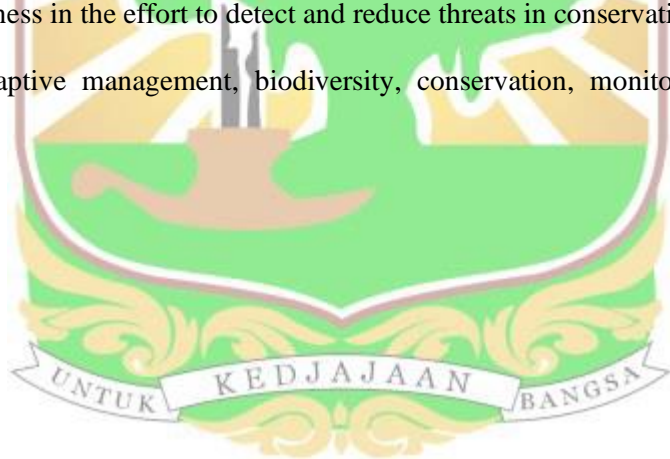 ness in the effort to detect and reduce threats in conservati
aptive management, biodiversity, conservation, monito
UNTUK KEDJAJAAN BANGSA